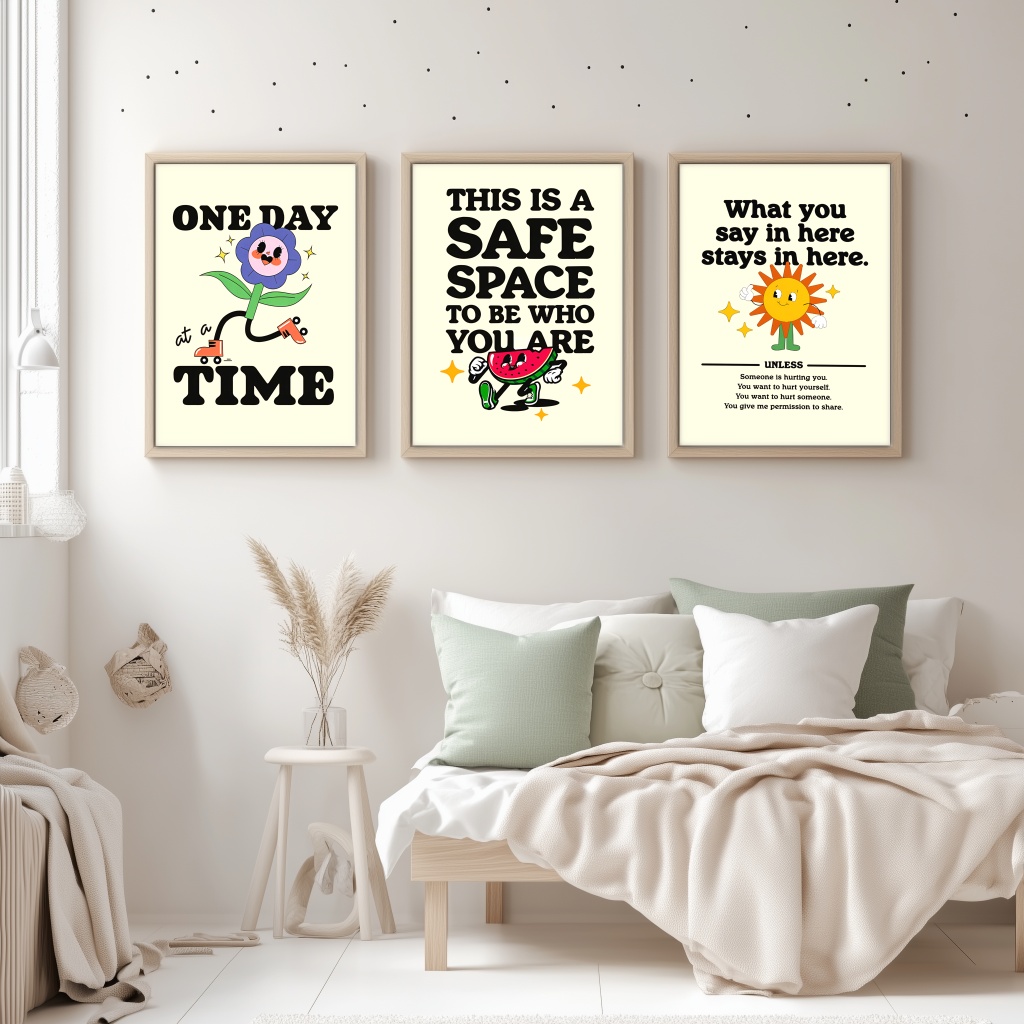 ONE DAY
at a
TIME
THIS IS A
SAFE
SPACE
TO BE WHO
YOU ARE
What you
say in here
stays in here.
UNLESS
Someone is hurting you.
You want to hurt yourself.
You want to hurt someone.
You give me permission to share.